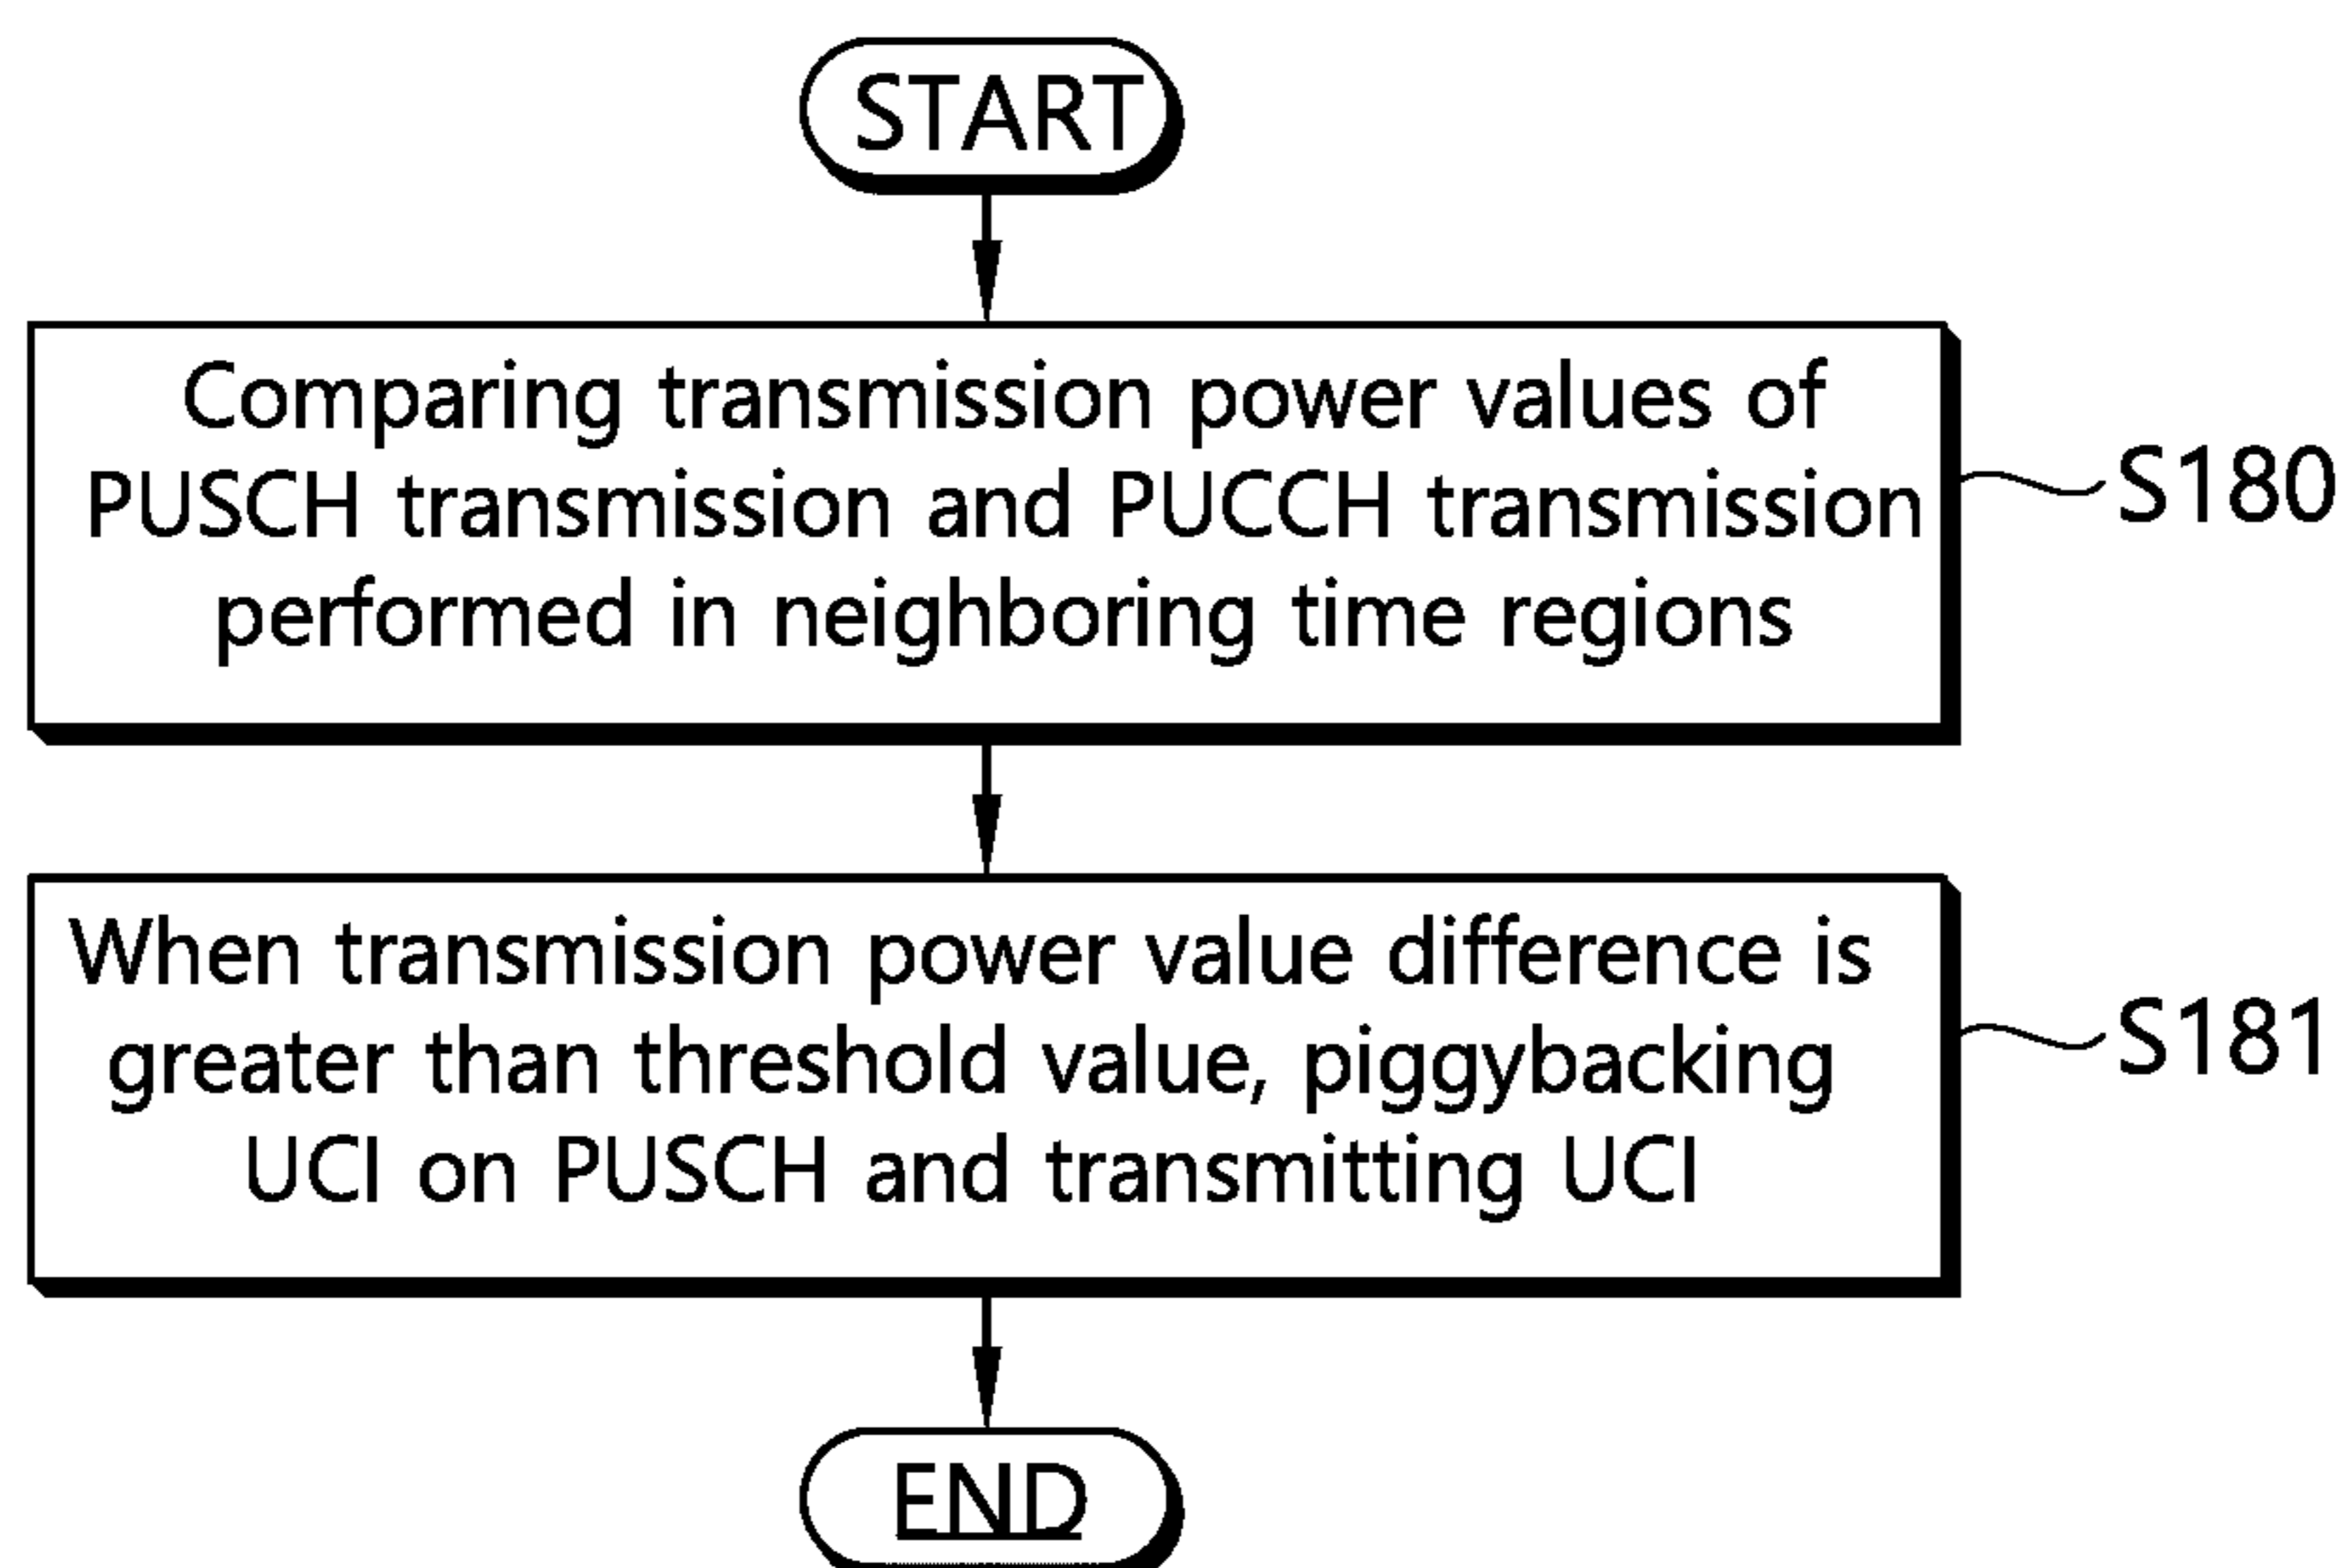 START
Comparing transmission power values of
PUSCH transmission and PUCCH transmission
performed in neighboring time regions
S180
When transmission power value difference is
greater than threshold value, piggybacking
UCI on PUSCH and transmitting UCI
S181
END